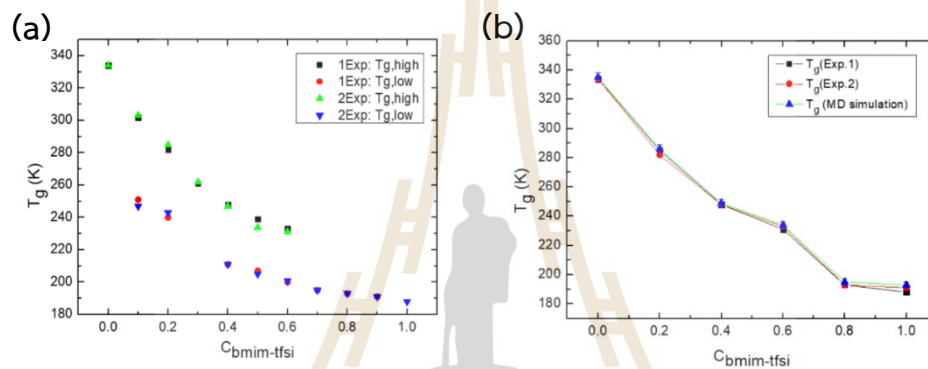 (a)
340
320
300
280
260
240
220
200
180
Tg (K)
0.0 0.2 0.4 0.6 0.8 1.0
Cbmim-tfsi
1Exp: Tg,high
1Exp: Tg,low
2Exp: Tg,high
2Exp: Tg,low
(b)
360
340
320
300
280
260
240
220
200
180
Tg (K)
0.0 0.2 0.4 0.6 0.8 1.0
Cbmim-tfsi
Tg(Exp.1)
Tg(Exp.2)
Tg (MD simulation)